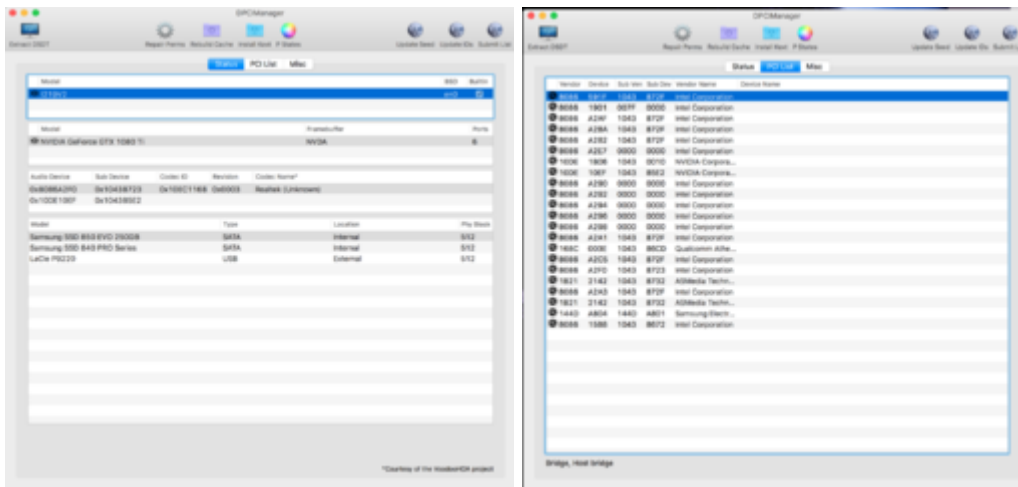 DPCIManager
Extract DSDT Repair Perms Rebuild Cache Install Kext P States Update Seed Update IDs Submit List
Status PCI List Misc
Model BSD Builtin
en0
Model Framebuffer Ports
NVIDIA GeForce GTX 1080 Ti NVDA 6
Audio Device Sub Device Codec ID Revision Codec Name*
0x8086A2F0 0x10438723 0x10EC1168 0x0003 Realtek (Unknown)
0x10DE10EF 0x104385E2
Model Type Location Phy Block
Samsung SSD 850 EVO 250GB SATA Internal 512
Samsung SSD 840 PRO Series SATA Internal 512
LaCie P9220 USB External 512
*Courtesy of the VoodooHDA project
DPCIManager
Extract DSDT Repair Perms Rebuild Cache Install Kext P States Update Seed Update IDs Submit List
Status PCI List Misc
Vendor Device Sub Ven Sub Dev Vendor Name Device Name
8086 591F 1043 872F Intel Corporation
8086 1901 0000 Intel Corporation
8086 A2AF 1043 872F Intel Corporation
8086 A2BA 1043 872F Intel Corporation
8086 A282 1043 872F Intel Corporation
8086 A2E7 0000 0000 Intel Corporation
10DE 1B06 1043 NVIDIA Corpora...
10DE 10EF 1043 85E2 NVIDIA Corpora...
8086 A290 0000 0000 Intel Corporation
8086 A292 0000 0000 Intel Corporation
8086 A294 0000 0000 Intel Corporation
8086 A296 0000 0000 Intel Corporation
8086 A298 0000 0000 Intel Corporation
8086 A2A1 1043 872F Intel Corporation
168C 003E 1043 86CD Qualcomm Athe...
8086 A2C5 1043 872F Intel Corporation
8086 A2F0 1043 8723 Intel Corporation
1B21 2142 1043 8732 ASMedia Techn...
8086 A2A3 1043 872F Intel Corporation
1B21 2142 1043 8732 ASMedia Techn...
144D A804 144D A801 Samsung Electr...
8086 15B8 1043 8672 Intel Corporation
Bridge, Host bridge